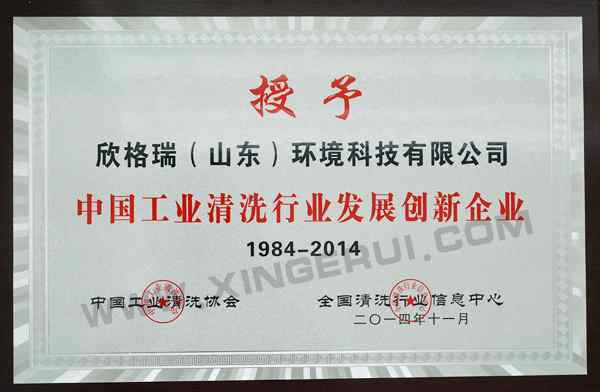 授予
欣格瑞（山东）环境科技有限公司
中国工业清洗行业发展创新企业
1984-2014
WWW.XINGERUI.COM
中国工业清洗协会 全国清洗行业信息中心
二〇一四年十一月